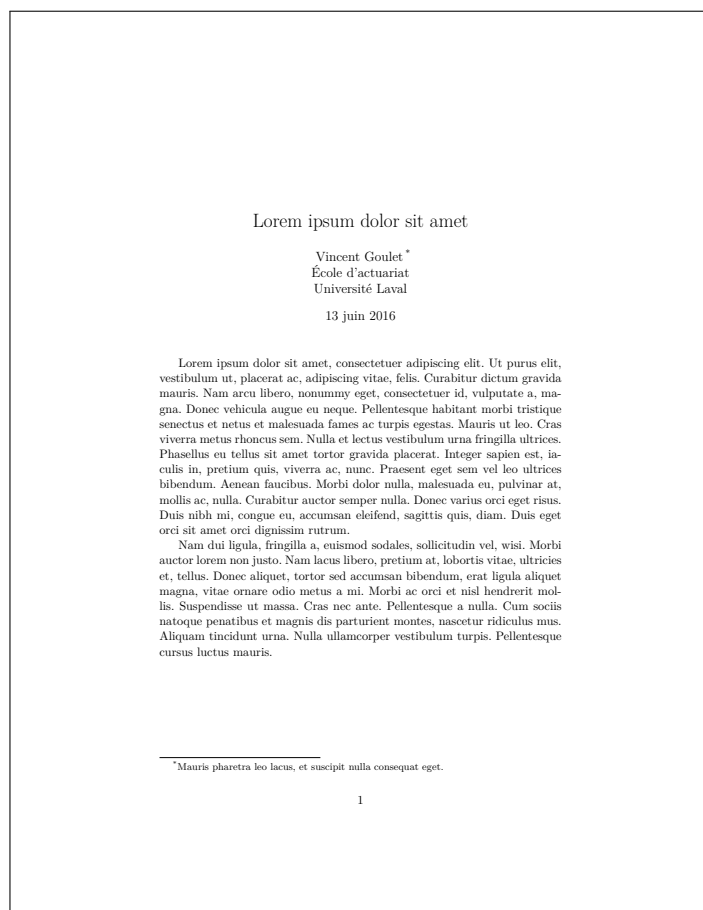 Lorem ipsum dolor sit amet
Vincent Goulet *
École d'actuariat
Université Laval
13 juin 2016
Lorem ipsum dolor sit amet, consectetuer adipiscing elit. Ut purus elit,
vestibulum ut, placerat ac, adipiscing vitae, felis. Curabitur dictum gravida
mauris. Nam arcu libero, nonummy eget, consectetuer id, vulputate a, ma-
gna. Donec vehicula augue eu neque. Pellentesque habitant morbi tristique
senectus et netus et malesuada fames ac turpis egestas. Mauris ut leo. Cras
viverra metus rhoncus sem. Nulla et lectus vestibulum urna fringilla ultrices.
Phasellus eu tellus sit amet tortor gravida placerat. Integer sapien est, ia-
culis in, pretium quis, viverra ac, nunc. Praesent eget sem vel leo ultrices
bibendum. Aenean faucibus. Morbi dolor nulla, malesuada eu, pulvinar at,
mollis ac, nulla. Curabitur auctor semper nulla. Donec varius orci eget risus.
Duis nibh mi, congue eu, accumsan eleifend, sagittis quis, diam. Duis eget
orci sit amet orci dignissim rutrum.
Nam dui ligula, fringilla a, euismod sodales, sollicitudin vel, wisi. Morbi
auctor lorem non justo. Nam lacus libero, pretium at, lobortis vitae, ultricies
et, tellus. Donec aliquet, tortor sed accumsan bibendum, erat ligula aliquet
magna, vitae ornare odio metus a mi. Morbi ac orci et nisl hendrerit mol-
lis. Suspendisse ut massa. Cras nec ante. Pellentesque a nulla. Cum sociis
natoque penatibus et magnis dis parturient montes, nascetur ridiculus mus.
Aliquam tincidunt urna. Nulla ullamcorper vestibulum turpis. Pellentesque
cursus luctus mauris.
*Mauris pharetra leo lacus, et suscipit nulla consequat eget.
1